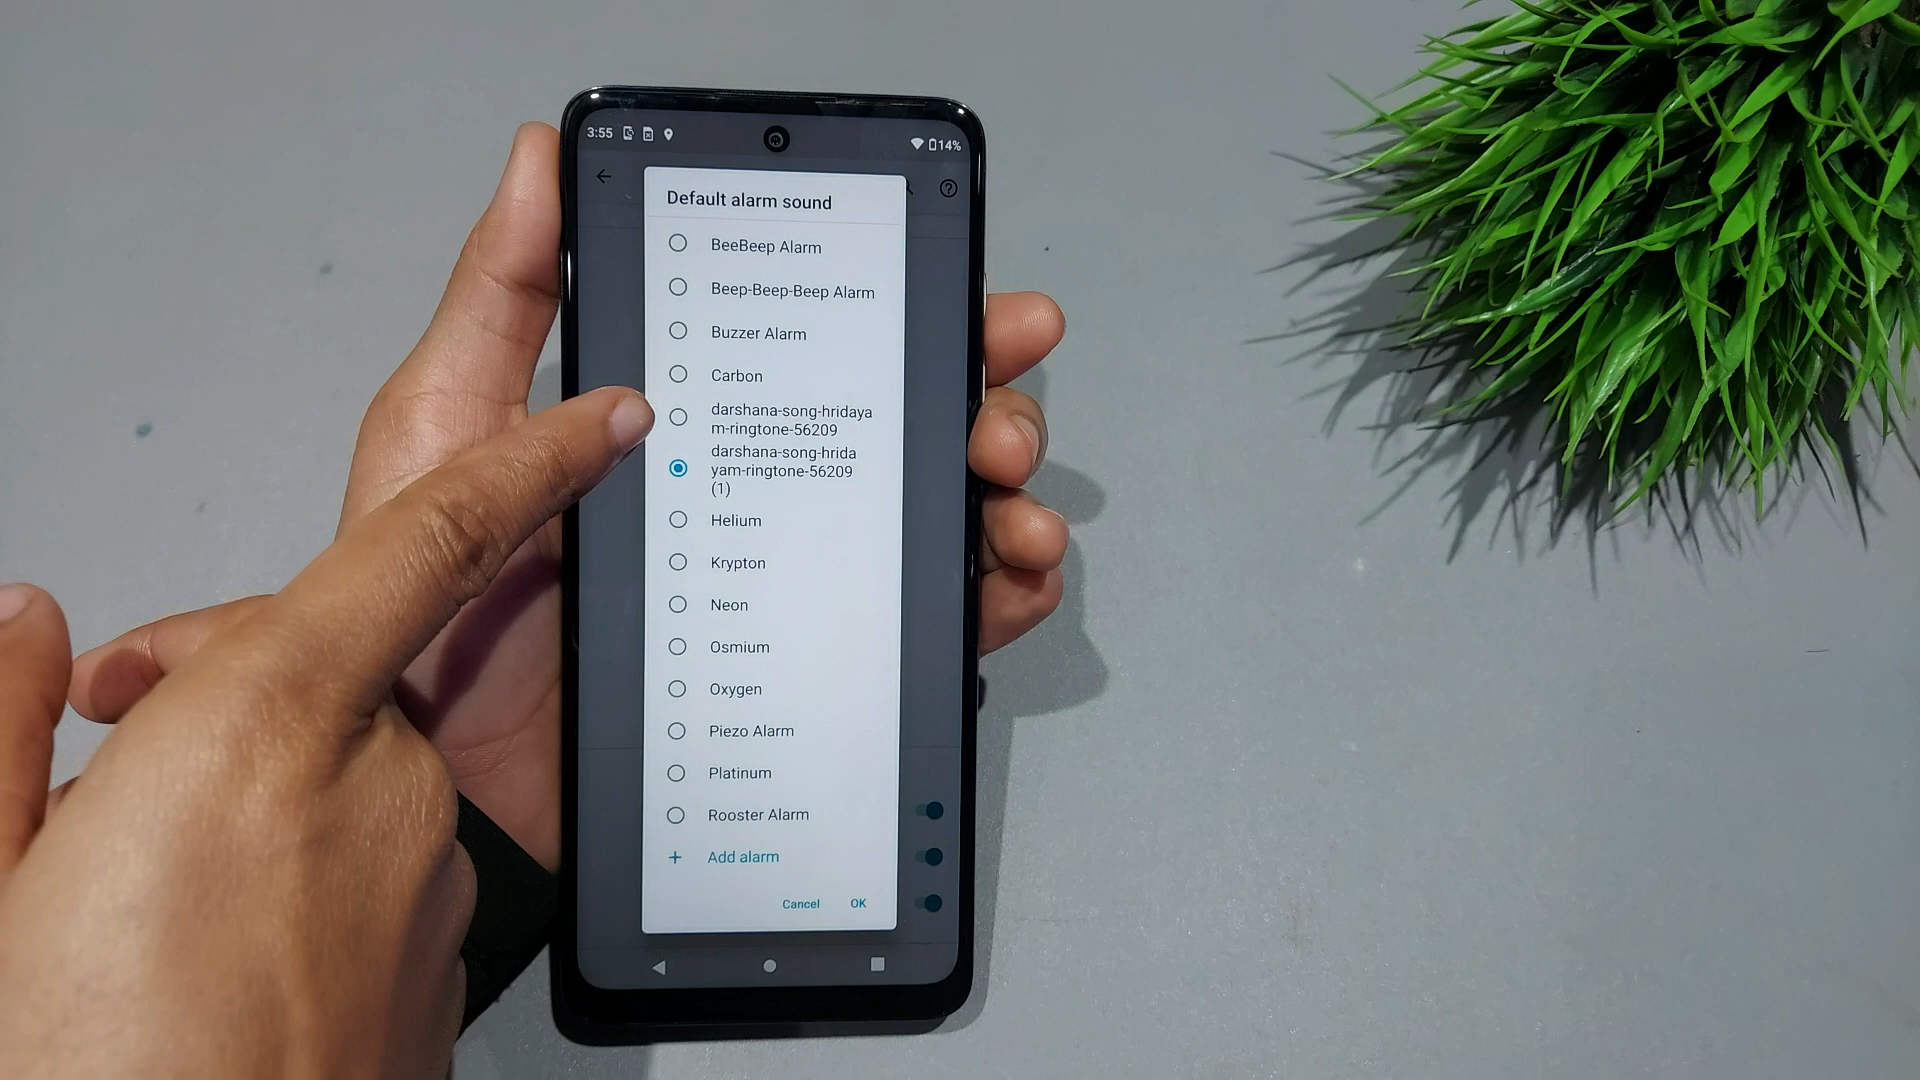 3:55
14%
Default alarm sound
BeeBeep Alarm
Beep-Beep-Beep Alarm
Buzzer Alarm
Carbon
darshana-song-hridaya
m-ringtone-56209
darshana-song-hrida
yam-ringtone-56209
(1)
Helium
Krypton
Neon
Osmium
Oxygen
Piezo Alarm
Platinum
Rooster Alarm
+ Add alarm
Cancel OK